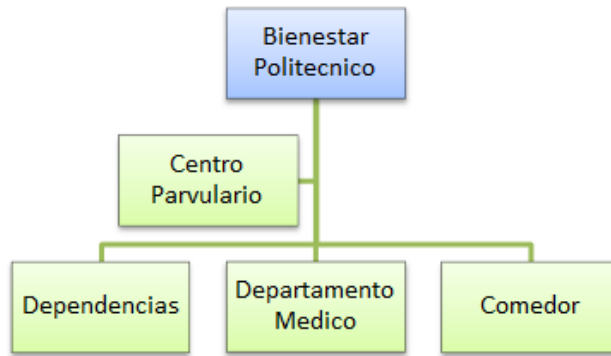 Bienestar
Politecnico
Centro
Parvulario
Dependencias
Departamento
Medico
Comedor